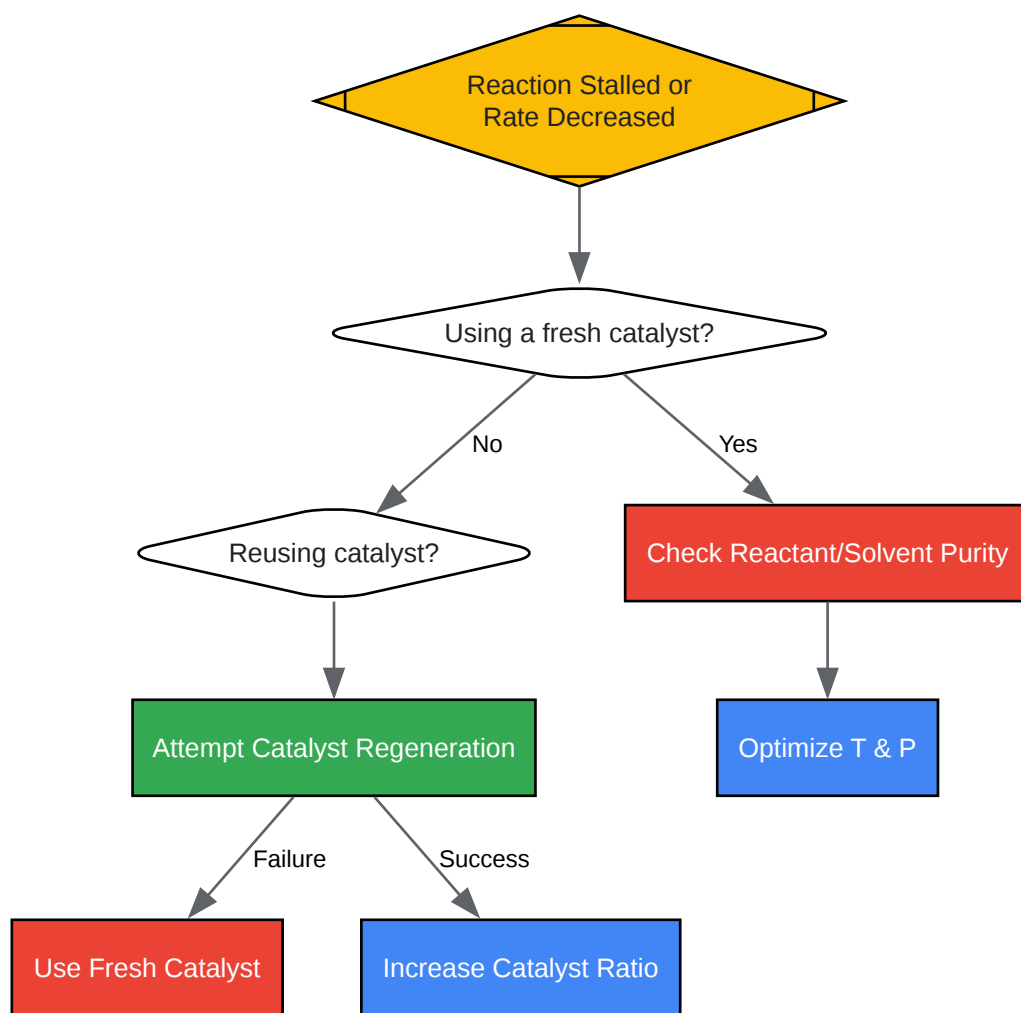 Reaction Stalled or
Rate Decreased
Using a fresh catalyst?
No
Yes
Reusing catalyst?
Check Reactant/Solvent Purity
Attempt Catalyst Regeneration
Optimize T & P
Failure
Success
Use Fresh Catalyst
Increase Catalyst Ratio